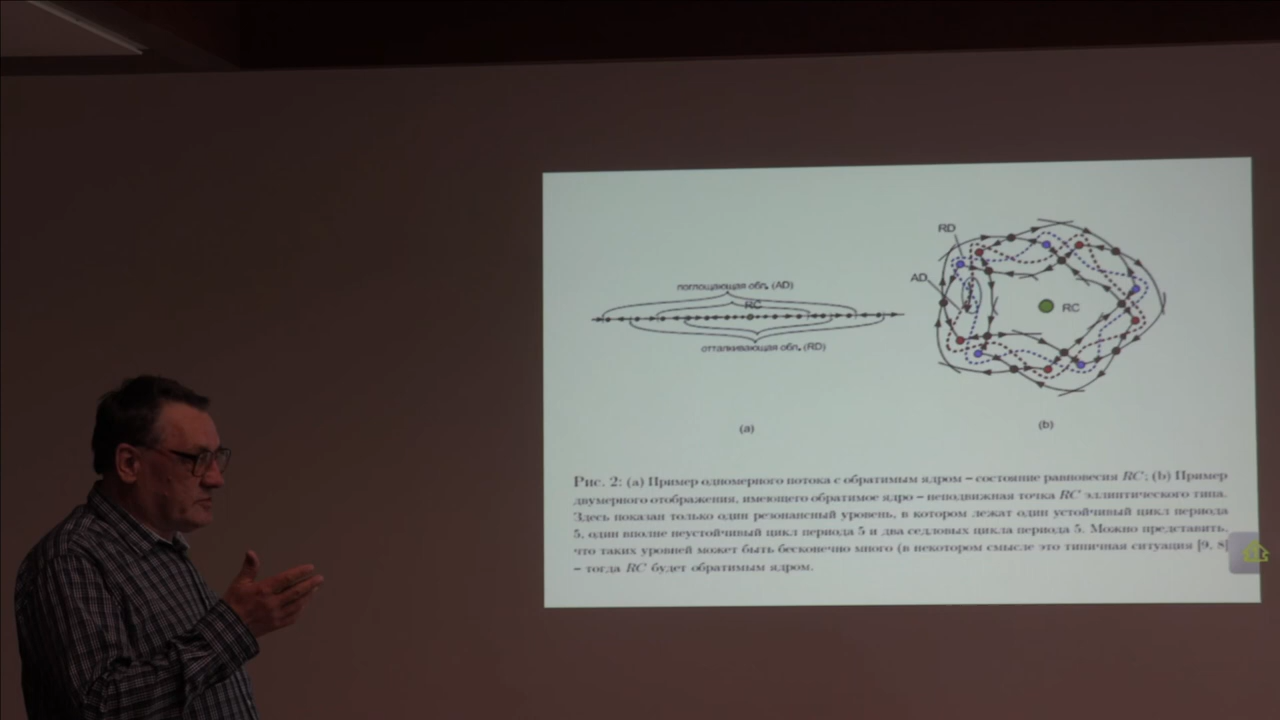 поглощающая обл. (AD)
RC
отталкивающая обл. (RD)
(a)
RD
AD
RC
(b)
Рис. 2: (a) Пример одномерного потока с обратимым ядром – состояние равновесия RC; (b) Пример
двумерного отображения, имеющего обратимое ядро – неподвижная точка RC эллиптического типа.
Здесь показан только один резонансный уровень, в котором лежат один устойчивый цикл периода
5, один вполне неустойчивый цикл периода 5 и два седловых цикла периода 5. Можно представить,
что таких уровней может быть бесконечно много (в некотором смысле это типичная ситуация [9, 8]
– тогда RC будет обратимым ядром.